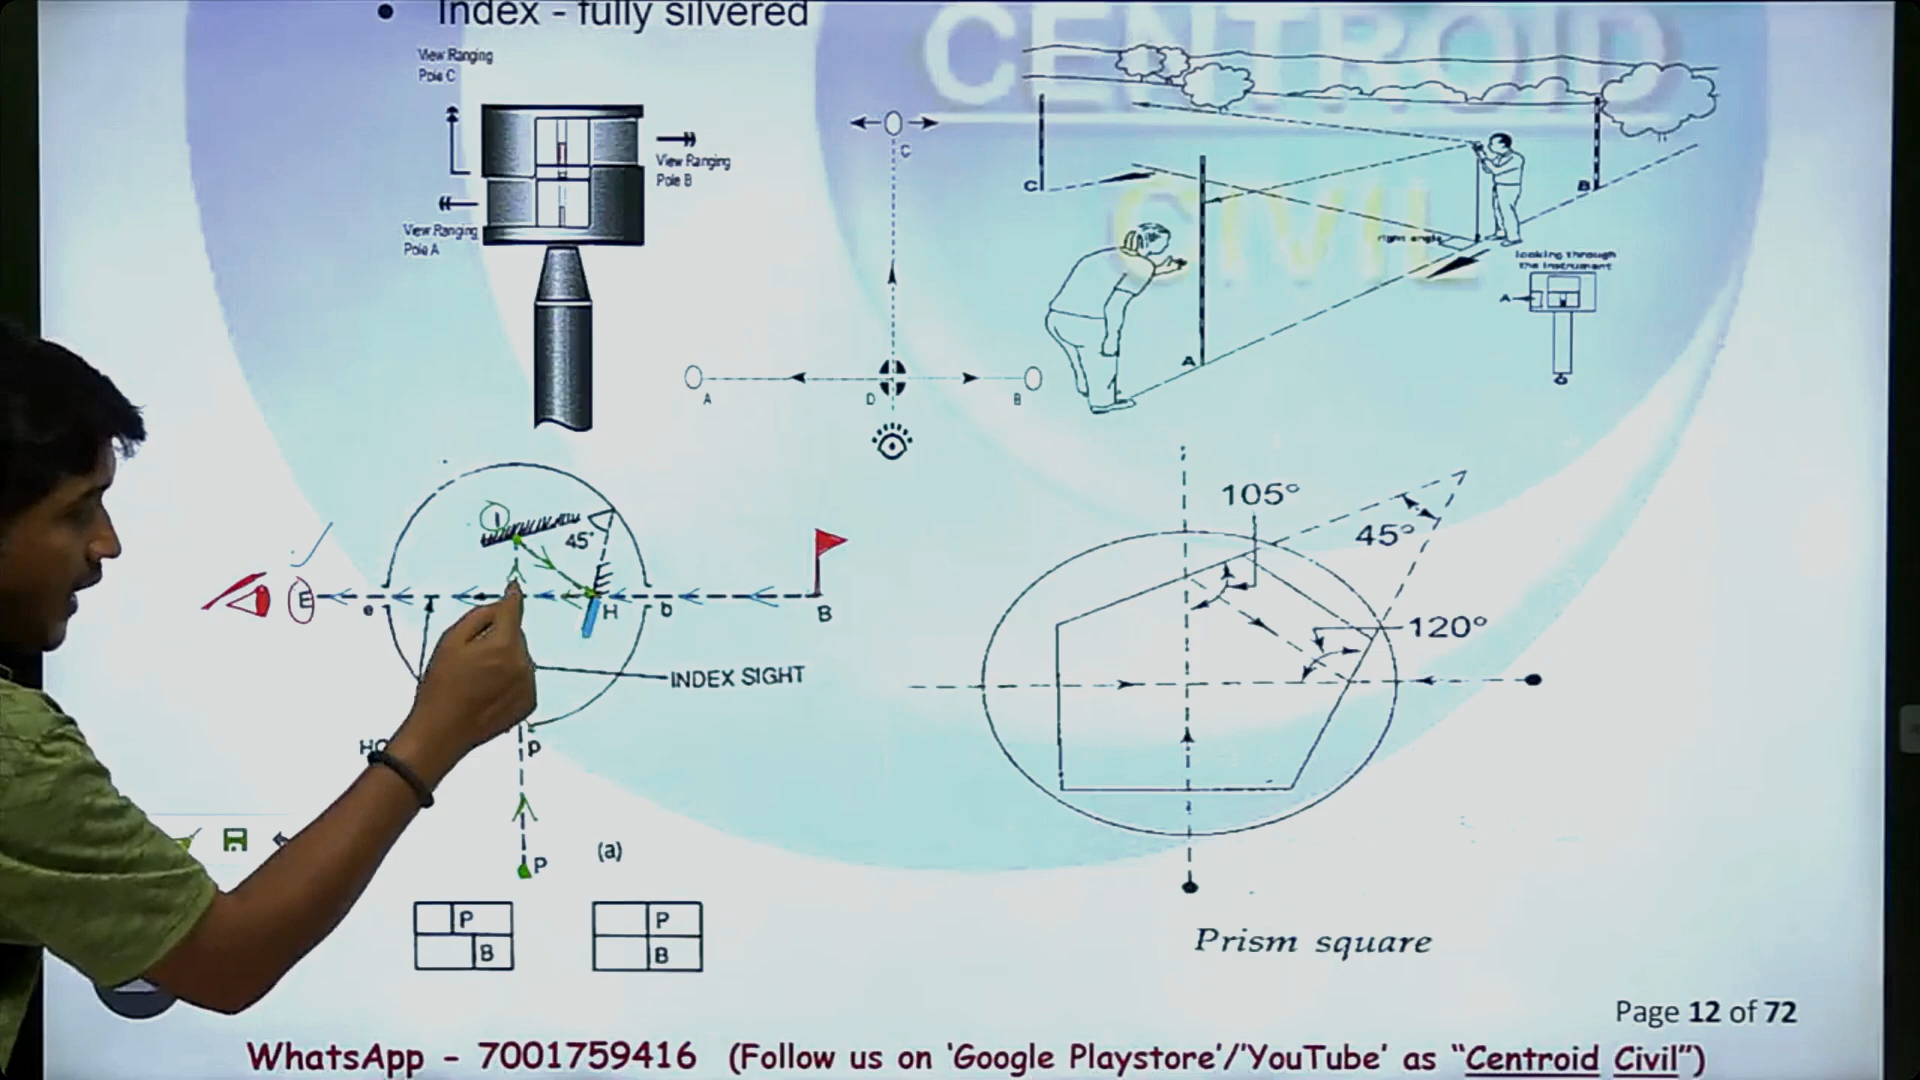 • Index - fully silvered
View Ranging
Pole C
View Ranging
Pole B
View Ranging
Pole A
CENTROID
CIVIL
C
A
D
B
C
B
A
right angle
looking through
the instrument
A
I
45°
E
e
H
b
B
INDEX SIGHT
p
P
(a)
P
B
P
B
105°
45°
120°
Prism square
Page 12 of 72
WhatsApp - 7001759416 (Follow us on 'Google Playstore'/'YouTube' as "Centroid Civil")